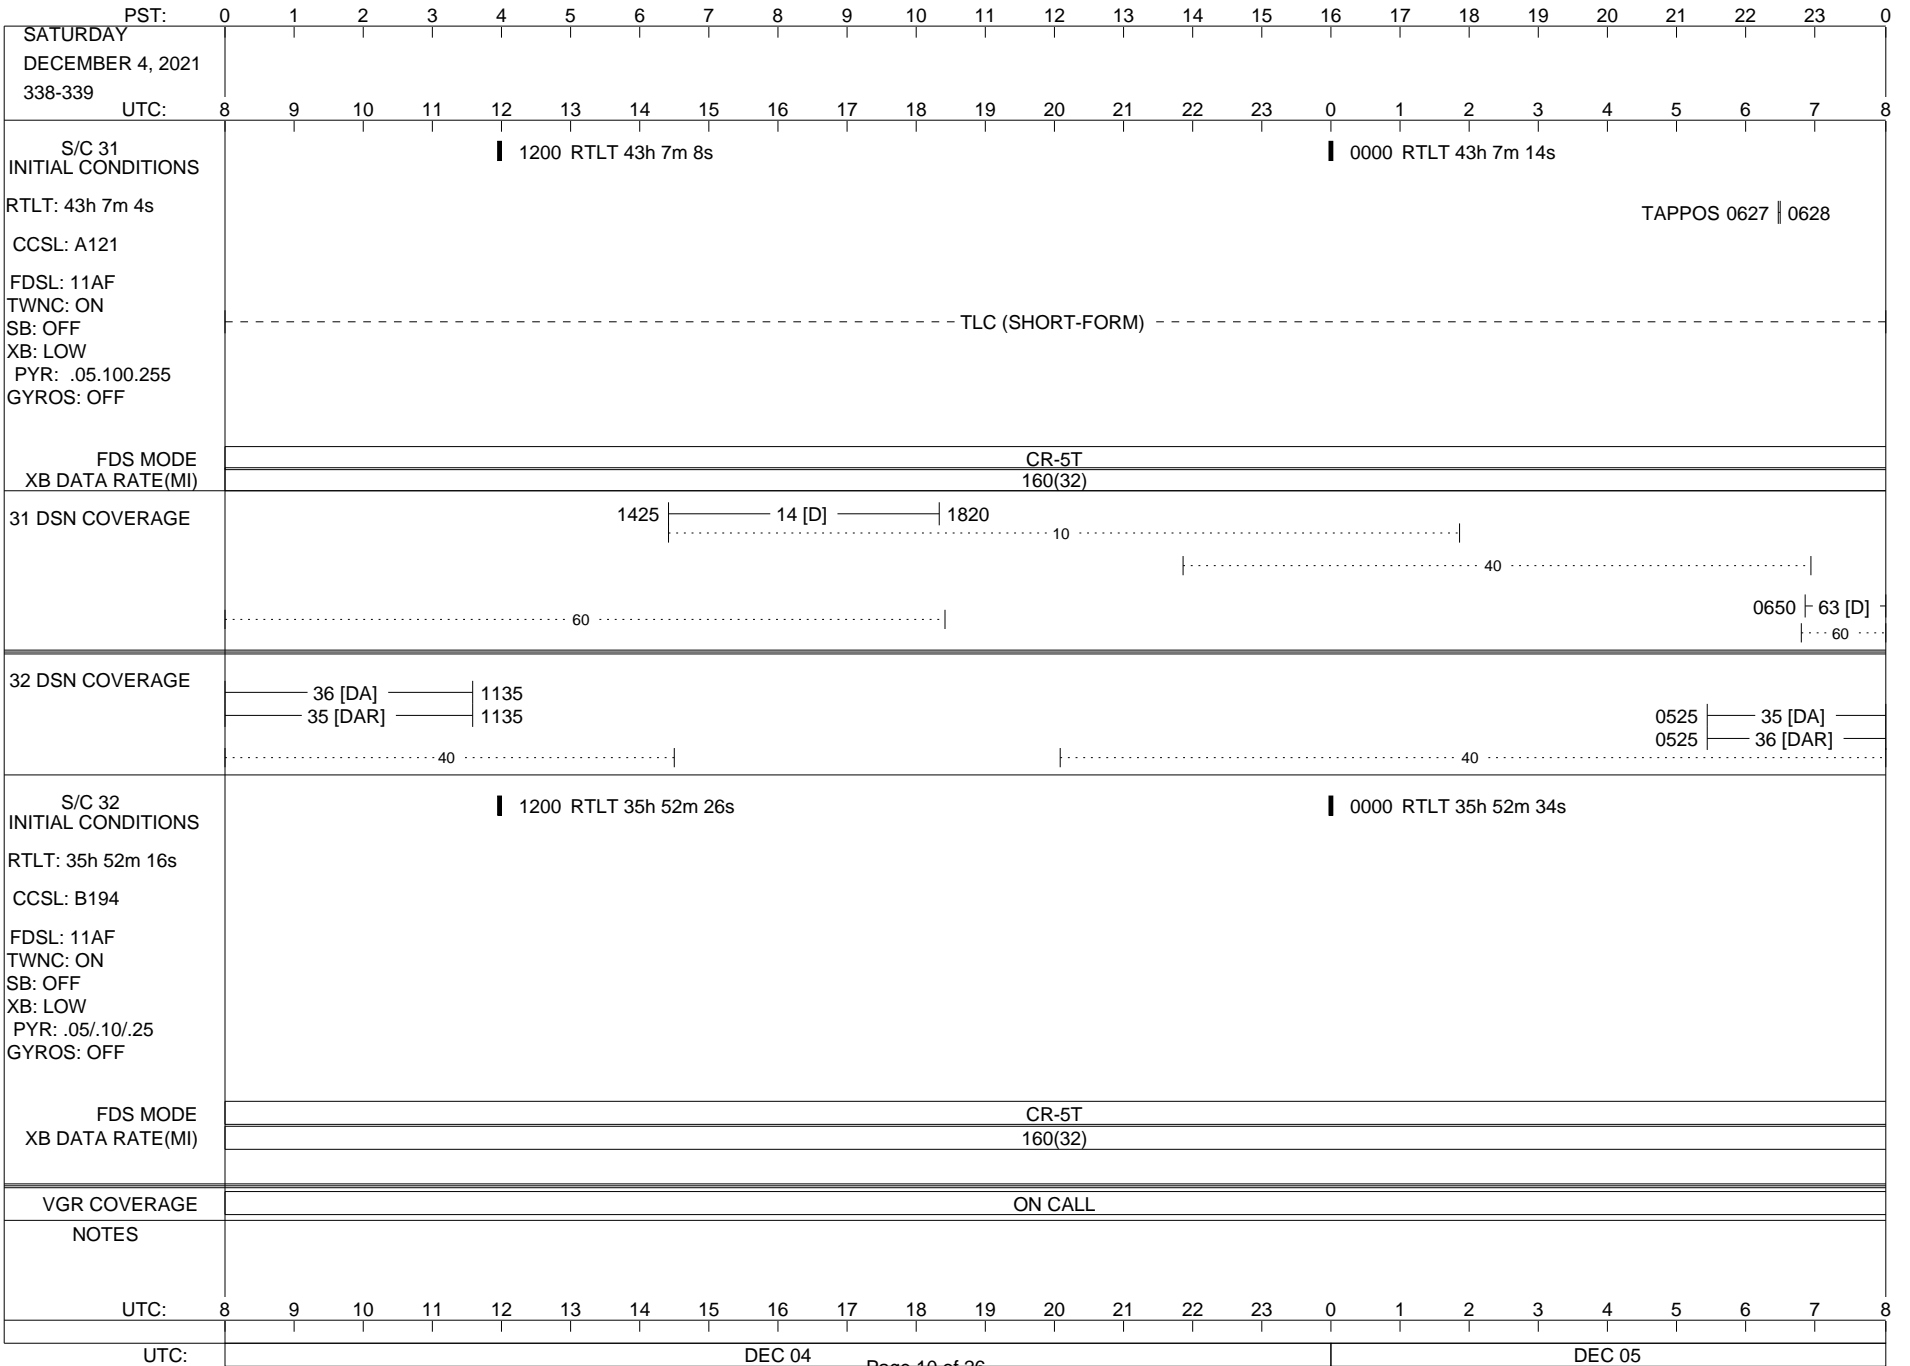 PST: 0 1 2 3 4 5 6 7 8 9 10 11 12 13 14 15 16 17 18 19 20 21 22 23 0
SATURDAY
DECEMBER 4, 2021
338-339
UTC: 8 9 10 11 12 13 14 15 16 17 18 19 20 21 22 23 0 1 2 3 4 5 6 7 8
S/C 31
INITIAL CONDITIONS
1200 RTLT 43h 7m 8s
0000 RTLT 43h 7m 14s
RTLT: 43h 7m 4s
TAPPOS 0627 0628
CCSL: A121
FDSL: 11AF
TWNC: ON
SB: OFF
TLC (SHORT-FORM)
XB: LOW
PYR: .05.100.255
GYROS: OFF
FDS MODE CR-5T
XB DATA RATE(MI) 160(32)
31 DSN COVERAGE
1425 14 [D] 1820
10
40
0650 63 [D]
60
60
32 DSN COVERAGE
36 [DA] 1135
35 [DAR] 1135
0525 35 [DA]
0525 36 [DAR]
40 40
S/C 32
INITIAL CONDITIONS
1200 RTLT 35h 52m 26s
0000 RTLT 35h 52m 34s
RTLT: 35h 52m 16s
CCSL: B194
FDSL: 11AF
TWNC: ON
SB: OFF
XB: LOW
PYR: .05/.10/.25
GYROS: OFF
FDS MODE CR-5T
XB DATA RATE(MI) 160(32)
VGR COVERAGE ON CALL
NOTES
UTC: 8 9 10 11 12 13 14 15 16 17 18 19 20 21 22 23 0 1 2 3 4 5 6 7 8
UTC: DEC 04 DEC 05
Page 10 of 26